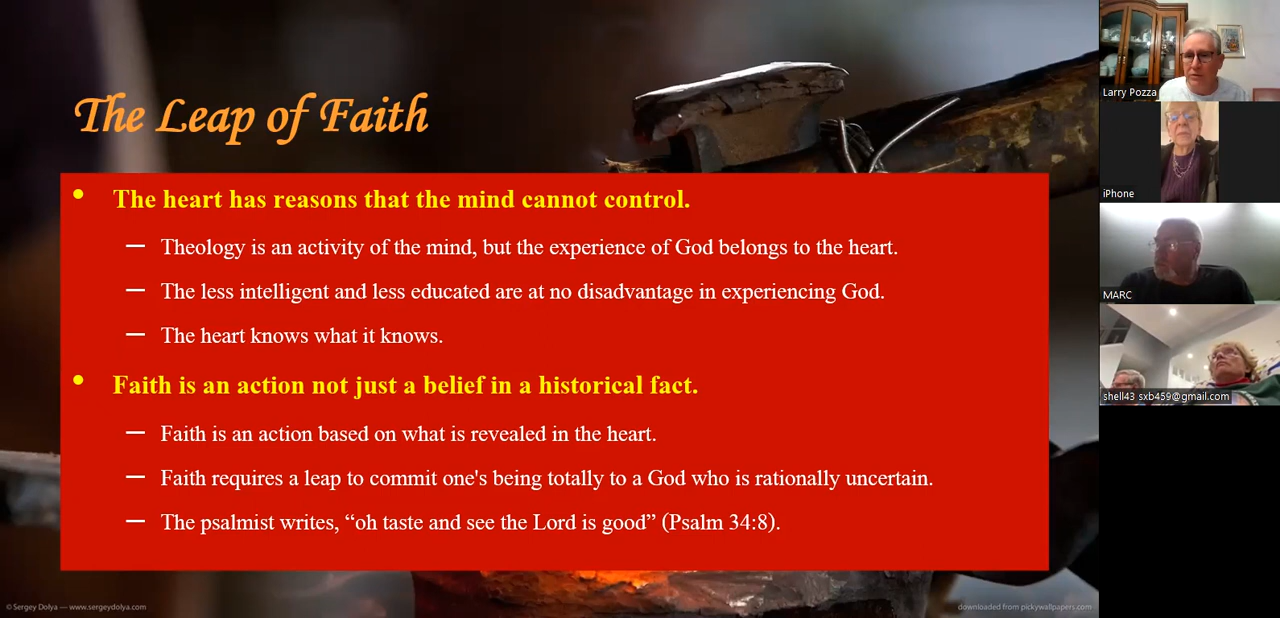 The Leap of Faith
• The heart has reasons that the mind cannot control.
— Theology is an activity of the mind, but the experience of God belongs to the heart.
— The less intelligent and less educated are at no disadvantage in experiencing God.
— The heart knows what it knows.
• Faith is an action not just a belief in a historical fact.
— Faith is an action based on what is revealed in the heart.
— Faith requires a leap to commit one's being totally to a God who is rationally uncertain.
— The psalmist writes, “oh taste and see the Lord is good” (Psalm 34:8).
© Sergey Dolya — www.sergeydolya.com
downloaded from pickywallpapers.com
Larry Pozza
iPhone
MARC
shell43 sxb459@gmail.com